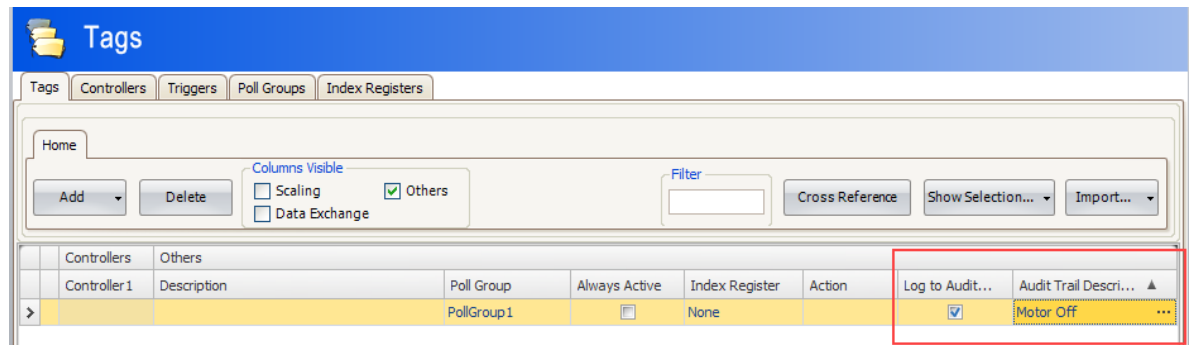 Tags
Tags Controllers Triggers Poll Groups Index Registers
Home
Columns Visible
Filter
Add Delete Scaling Others Cross Reference Show Selection... Import...
Data Exchange
Controllers Others
Controller1 Description Poll Group Always Active Index Register Action Log to Audit... Audit Trail Descri...
PollGroup1 None Motor Off ...